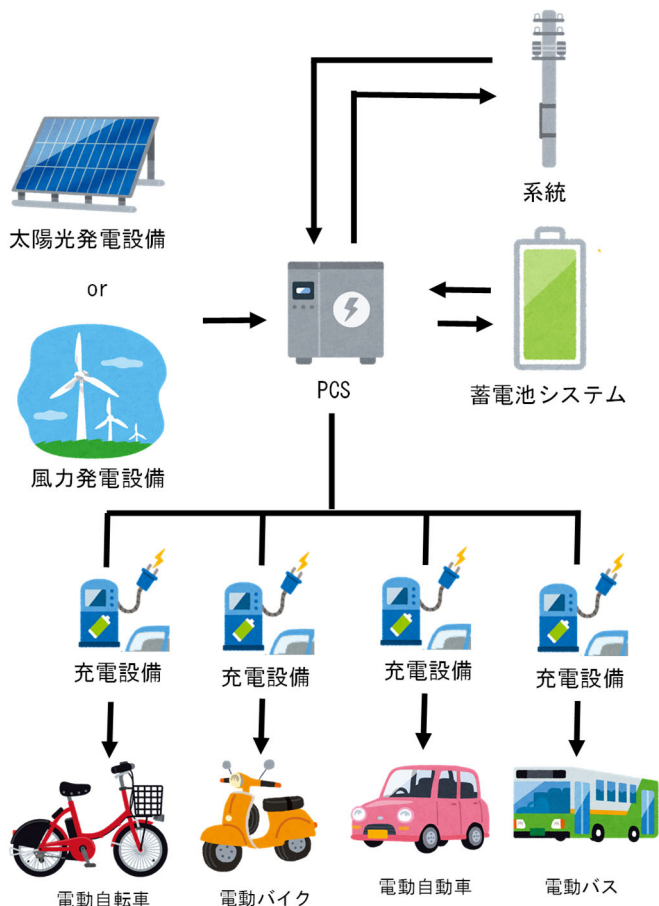 系統
太陽光発電設備
or
風力発電設備
PCS
蓄電池システム
充電設備
充電設備
充電設備
充電設備
電動自転車
電動バイク
電動自動車
電動バス